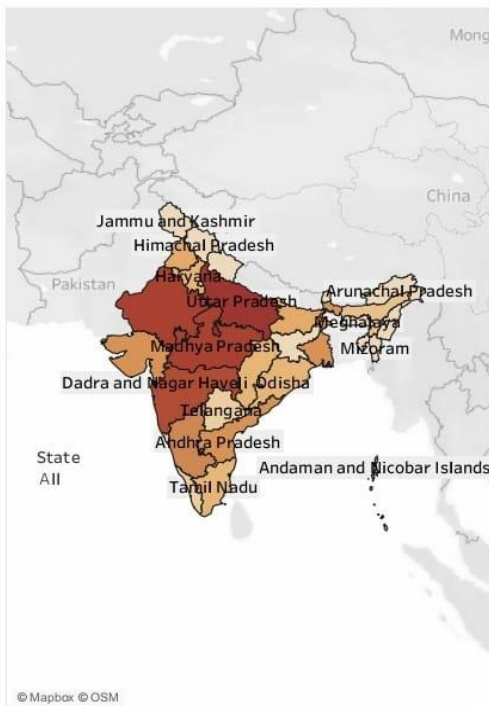 Mong
China
Jammu and Kashmir
Himachal Pradesh
Haryana
Pakistan
Arunachal Pradesh
Uttar Pradesh
Meghalaya
Madhya Pradesh
Mizoram
Dadra and Nagar Haveli
Odisha
Telangana
Andhra Pradesh
State
All
Andaman and Nicobar Islands
Tamil Nadu
© Mapbox © OSM